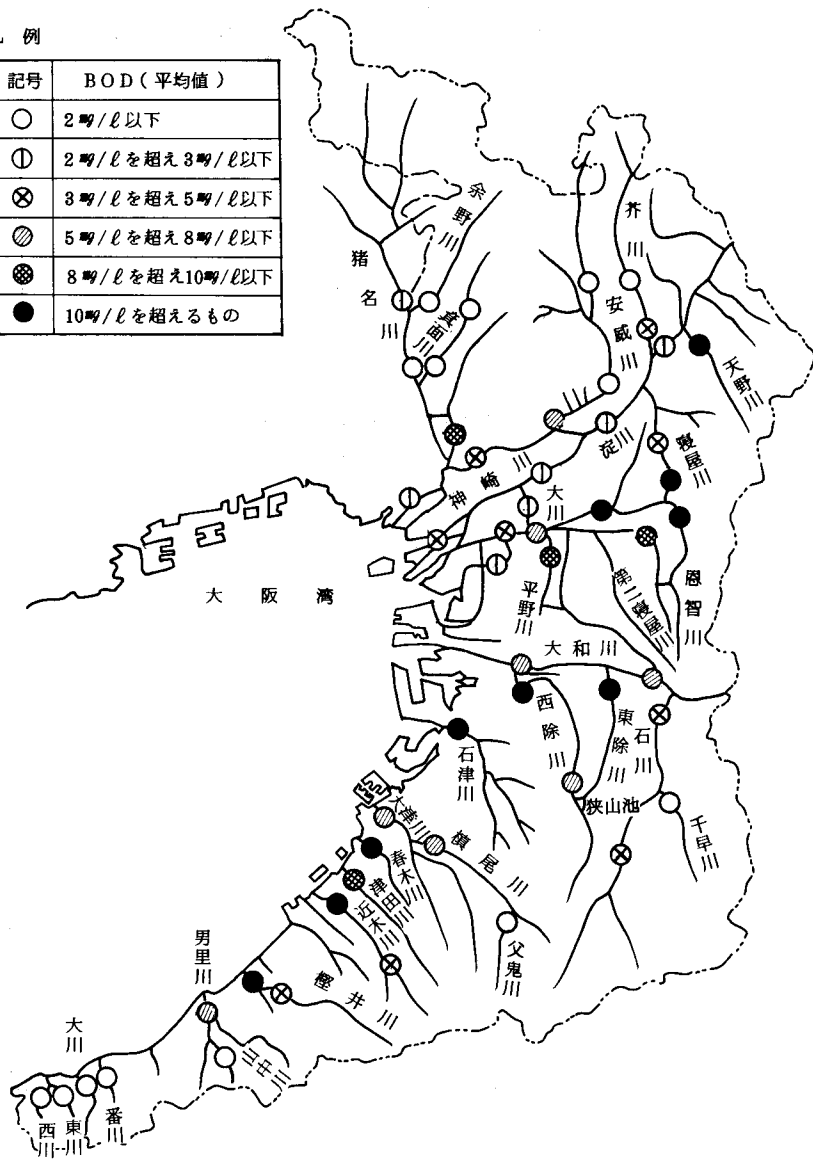 凡 例
記号 BOD(平均値)
2㎎/ℓ以下
2㎎/ℓを超え3㎎/ℓ以下
3㎎/ℓを超え5㎎/ℓ以下
5㎎/ℓを超え8㎎/ℓ以下
8㎎/ℓを超え10㎎/ℓ以下
10㎎/ℓを超えるもの
余野川
猪名川
箕面川
芥川
安威川
天野川
淀川
神崎川
大川
寝屋川
大阪湾
平野川
第二寝屋川
恩智川
大和川
西除川
東除川
石川
石津川
狭山池
千早川
大津川
槇尾川
春木川
津田川
近木川
父鬼川
男里川
樫井川
山中川
大川
西川
東川
番川